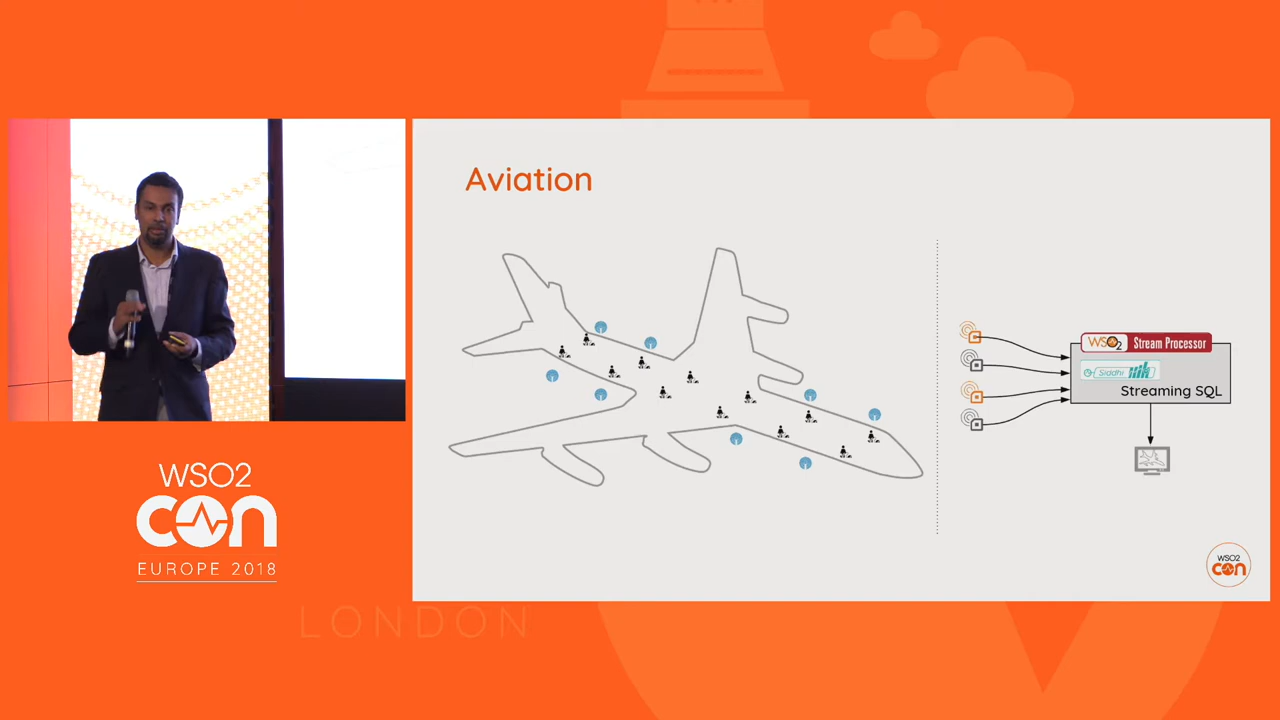 Aviation
WSO2 Stream Processor
Siddhi
Streaming SQL
WSO2
con
WSO2
con
EUROPE 2018
LONDON